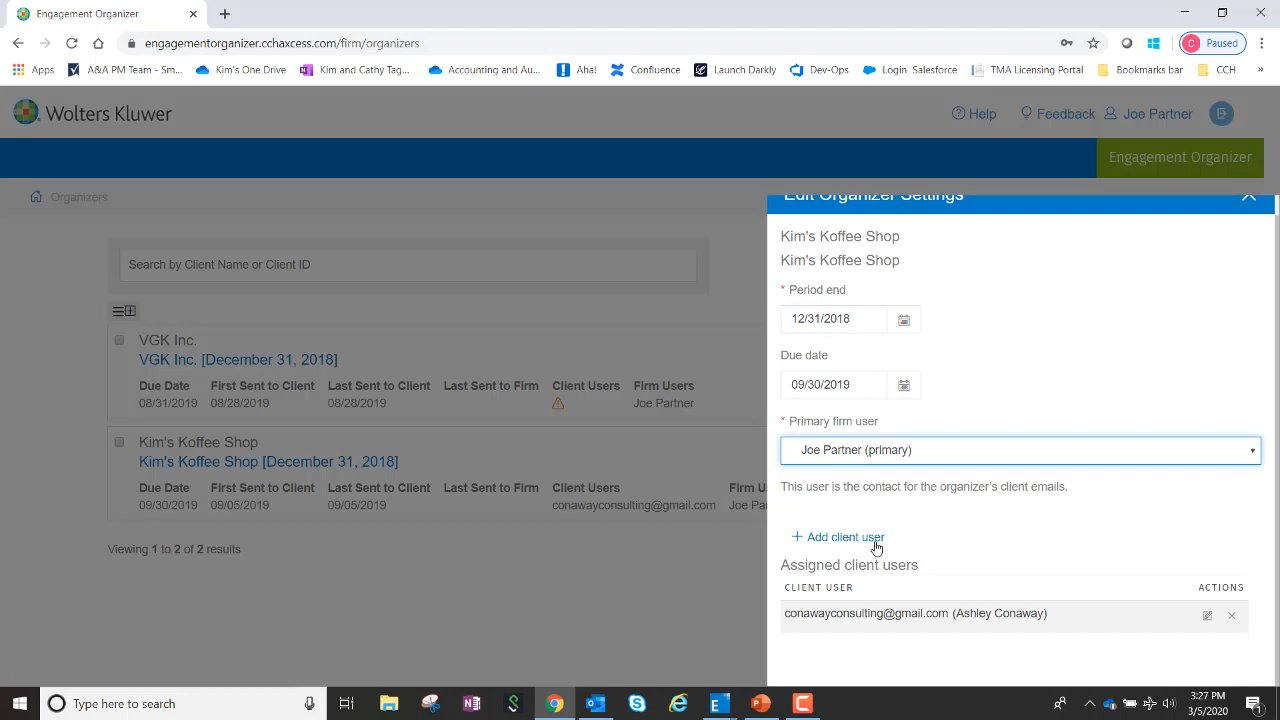 Engagement Organizer
engagementorganizer.cchaxcess.com/firm/organizers
C Paused
Apps A&A PM Team - Sm... Kim's One Drive Kim and Cathy Tag... Accounting and Au... Aha! Confluence Launch Darkly Dev-Ops Login Salesforce TMA Licensing Portal Bookmarks bar CCH »
Wolters Kluwer
Help Feedback Joe Partner
Engagement Organizer
Organizers
Edit Organizer Settings
Search by Client Name or Client ID
VGK Inc.
VGK Inc. [December 31, 2018]
Due Date First Sent to Client Last Sent to Client Last Sent to Firm Client Users Firm Users
08/31/2019 08/28/2019 08/28/2019 Joe Partner
Kim's Koffee Shop
Kim's Koffee Shop [December 31, 2018]
Due Date First Sent to Client Last Sent to Client Last Sent to Firm Client Users Firm U
09/30/2019 09/05/2019 09/05/2019 conawayconsulting@gmail.com Joe Pa
Viewing 1 to 2 of 2 results
Kim's Koffee Shop
Kim's Koffee Shop
* Period end
12/31/2018
Due date
09/30/2019
* Primary firm user
Joe Partner (primary)
This user is the contact for the organizer's client emails.
+ Add client user
Assigned client users
CLIENT USER ACTIONS
conawayconsulting@gmail.com (Ashley Conaway)
Type here to search
3:27 PM
3/5/2020